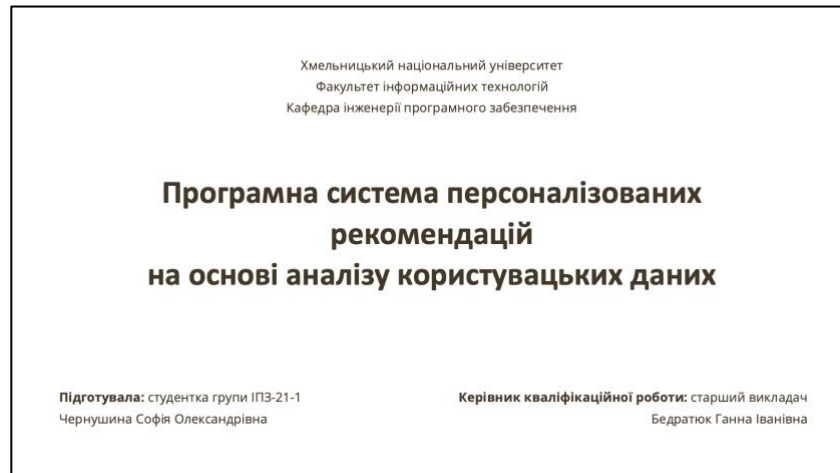 Хмельницький національний університет
Факультет інформаційних технологій
Кафедра інженерії програмного забезпечення
Програмна система персоналізованих
рекомендацій
на основі аналізу користувацьких даних
Підготувала: студентка групи ІПЗ-21-1
Чернушина Софія Олександрівна
Керівник кваліфікаційної роботи: старший викладач
Бедратюк Ганна Іванівна